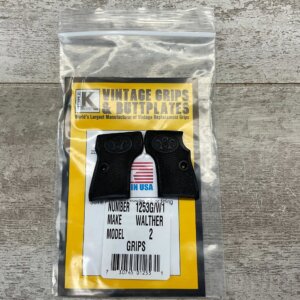 K
VINTAGE GRIPS
& BUTTPLATES
World's Largest Manufacturer of Vintage Replacement Grips
IN USA
NUMBER 1253G/W1
MAKE WALTHER
MODEL 2
GRIPS